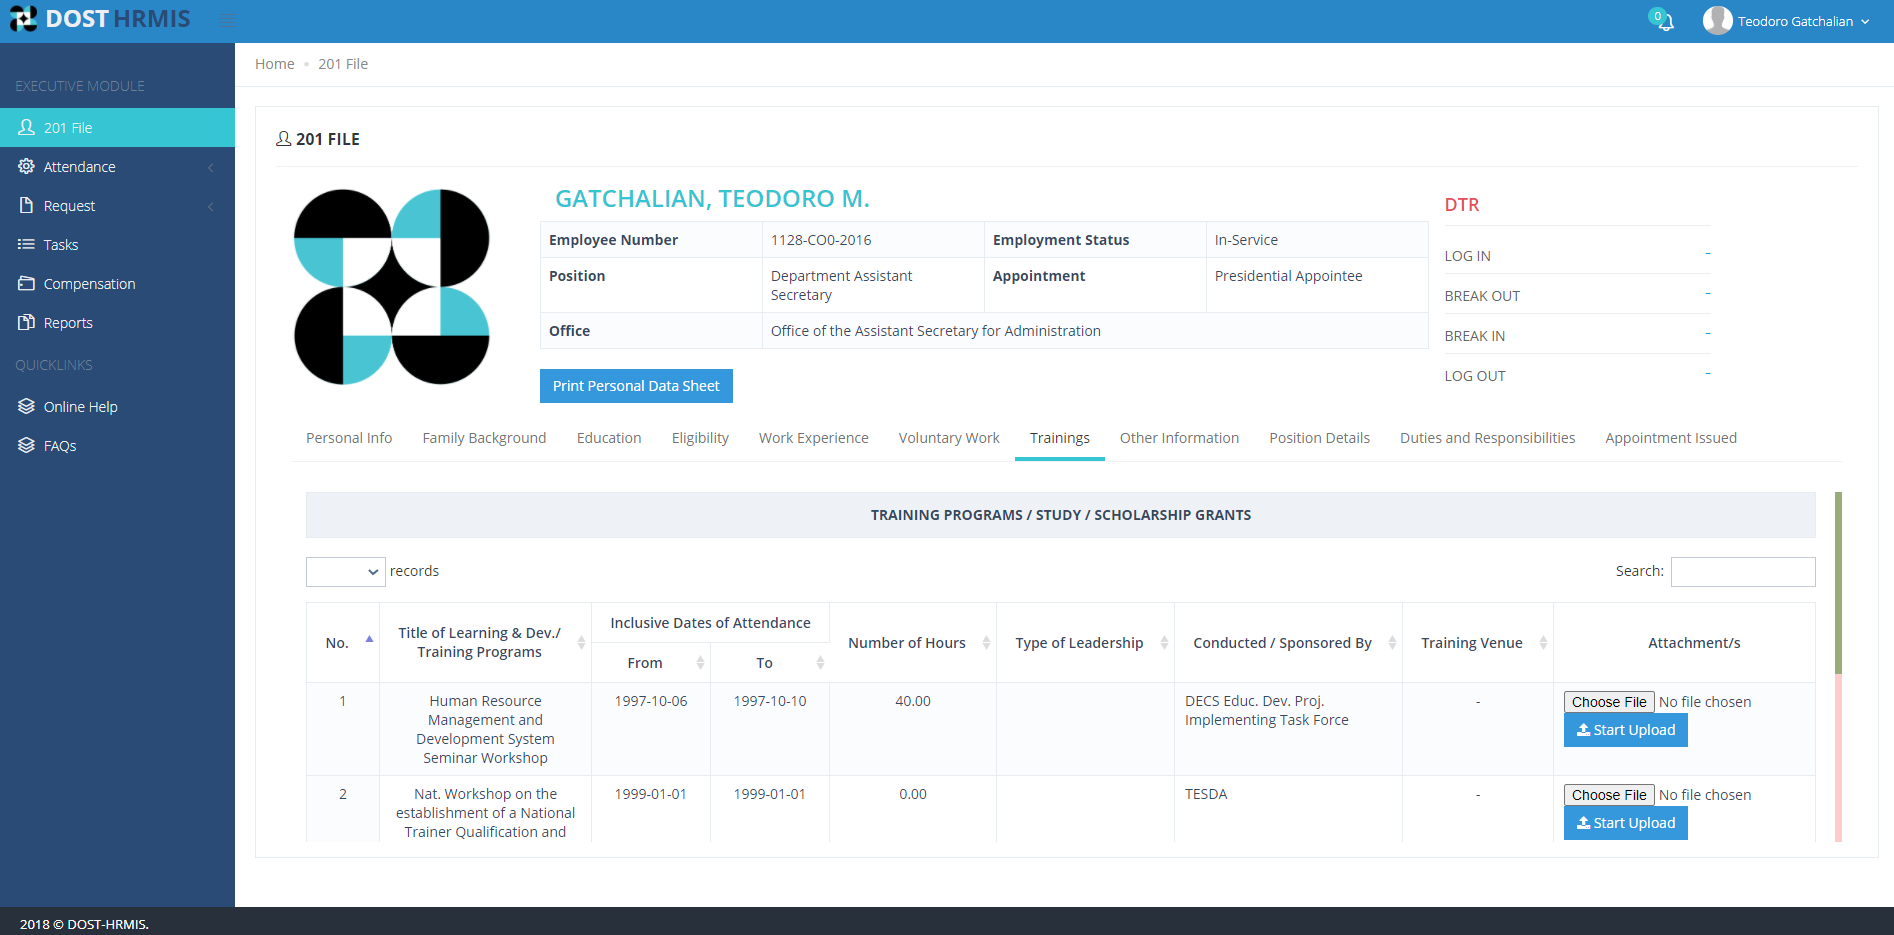 DOST HRMIS
0
Teodoro Gatchalian
Home
201 File
EXECUTIVE MODULE
201 File
Attendance
Request
Tasks
Compensation
Reports
QUICKLINKS
Online Help
FAQs
201 FILE
GATCHALIAN, TEODORO M.
Employee Number 1128-CO0-2016 Employment Status In-Service
Position Department Assistant Appointment Presidential Appointee
Secretary
Office Office of the Assistant Secretary for Administration
Print Personal Data Sheet
DTR
LOG IN -
BREAK OUT -
BREAK IN -
LOG OUT -
Personal Info Family Background Education Eligibility Work Experience Voluntary Work Trainings Other Information Position Details Duties and Responsibilities Appointment Issued
TRAINING PROGRAMS / STUDY / SCHOLARSHIP GRANTS
records Search:
No. Title of Learning & Dev./ Inclusive Dates of Attendance Number of Hours Type of Leadership Conducted / Sponsored By Training Venue Attachment/s
Training Programs From To
1 Human Resource 1997-10-06 1997-10-10 40.00 DECS Educ. Dev. Proj. - Choose File No file chosen
Management and Implementing Task Force Start Upload
Development System
Seminar Workshop
2 Nat. Workshop on the 1999-01-01 1999-01-01 0.00 TESDA - Choose File No file chosen
establishment of a National Start Upload
Trainer Qualification and
2018 © DOST-HRMIS.